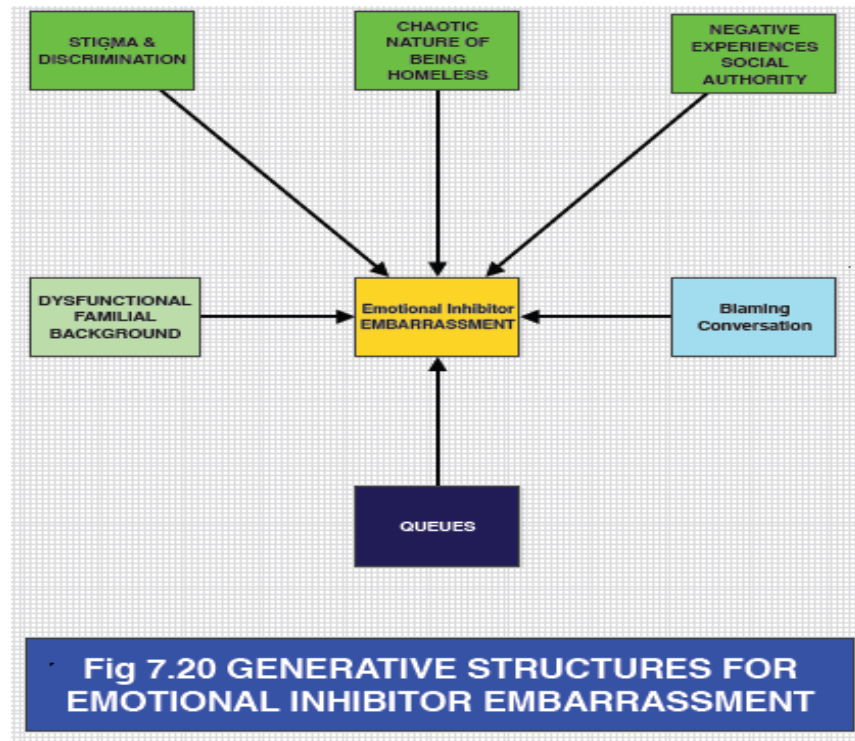 STIGMA &
DISCRIMINATION
CHAOTIC
NATURE OF
BEING
HOMELESS
NEGATIVE
EXPERIENCES
SOCIAL
AUTHORITY
DYSFUNCTIONAL
FAMILIAL
BACKGROUND
Emotional Inhibitor
EMBARRASSMENT
Blaming
Conversation
QUEUES
Fig 7.20 GENERATIVE STRUCTURES FOR
EMOTIONAL INHIBITOR EMBARRASSMENT